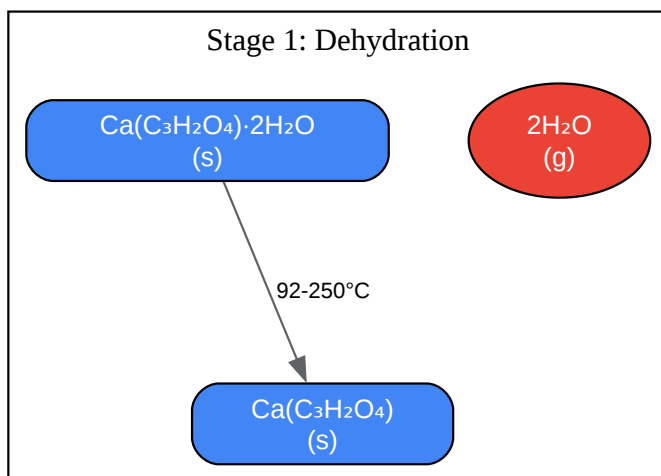 Stage 1: Dehydration
Ca(C₃H₂O₄)·2H₂O
(s)
2H₂O
(g)
92-250°C
Ca(C₃H₂O₄)
(s)